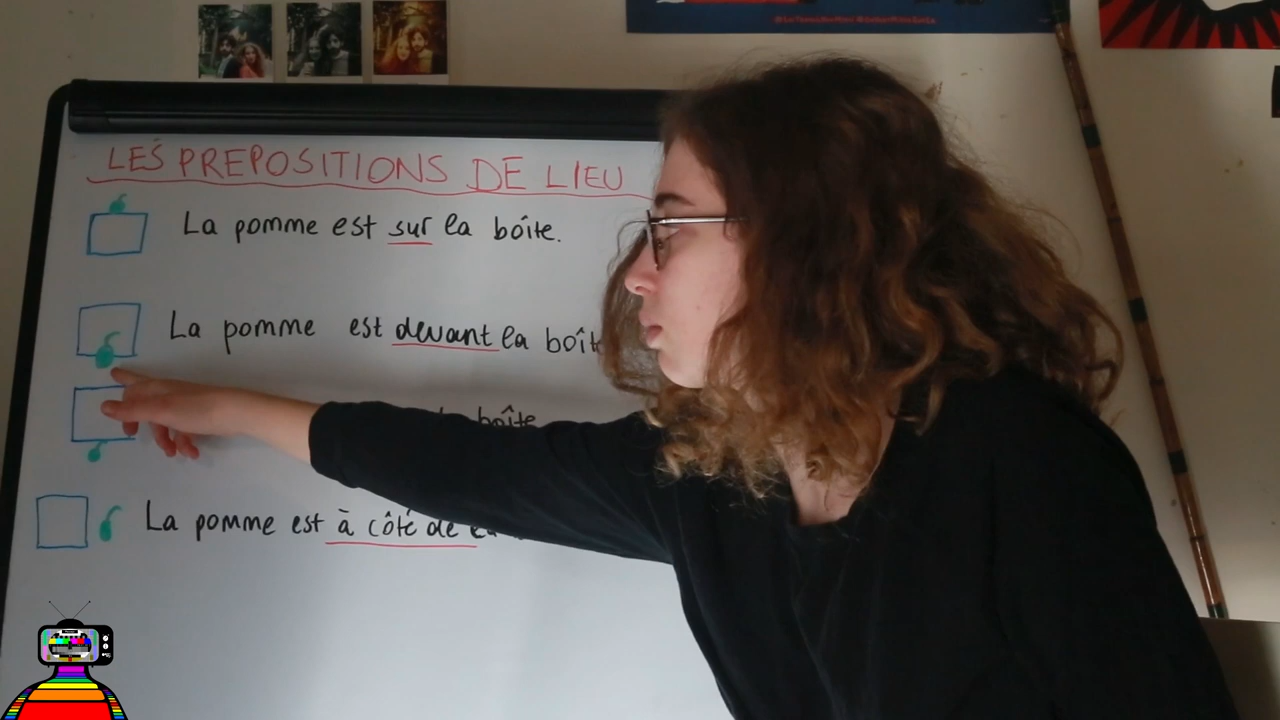 LES PREPOSITIONS DE LIEU
La pomme est sur la boîte.
La pomme est devant la boîte
boîte
La pomme est à côté de